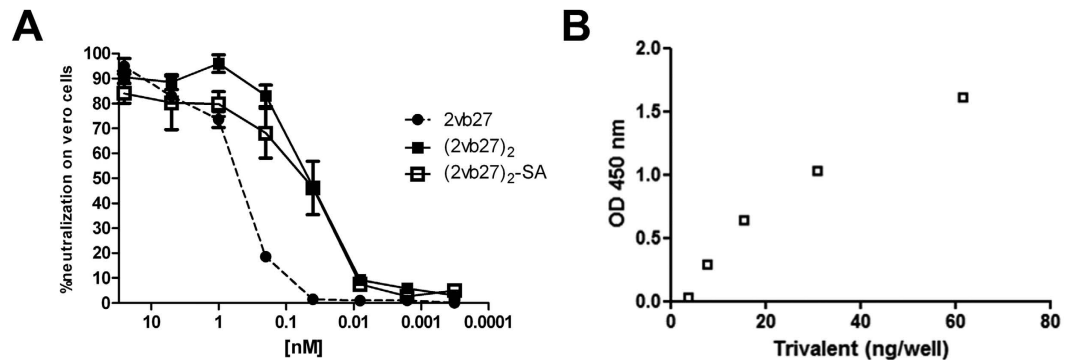 A
100
90
80
70
60
50
40
30
20
10
0
%neutralization on vero cells
10 1 0.1 0.01 0.001 0.0001
[nM]
2vb27
(2vb27)2
(2vb27)2-SA
B
2.0
1.5
1.0
0.5
0.0
OD 450 nm
0 20 40 60 80
Trivalent (ng/well)